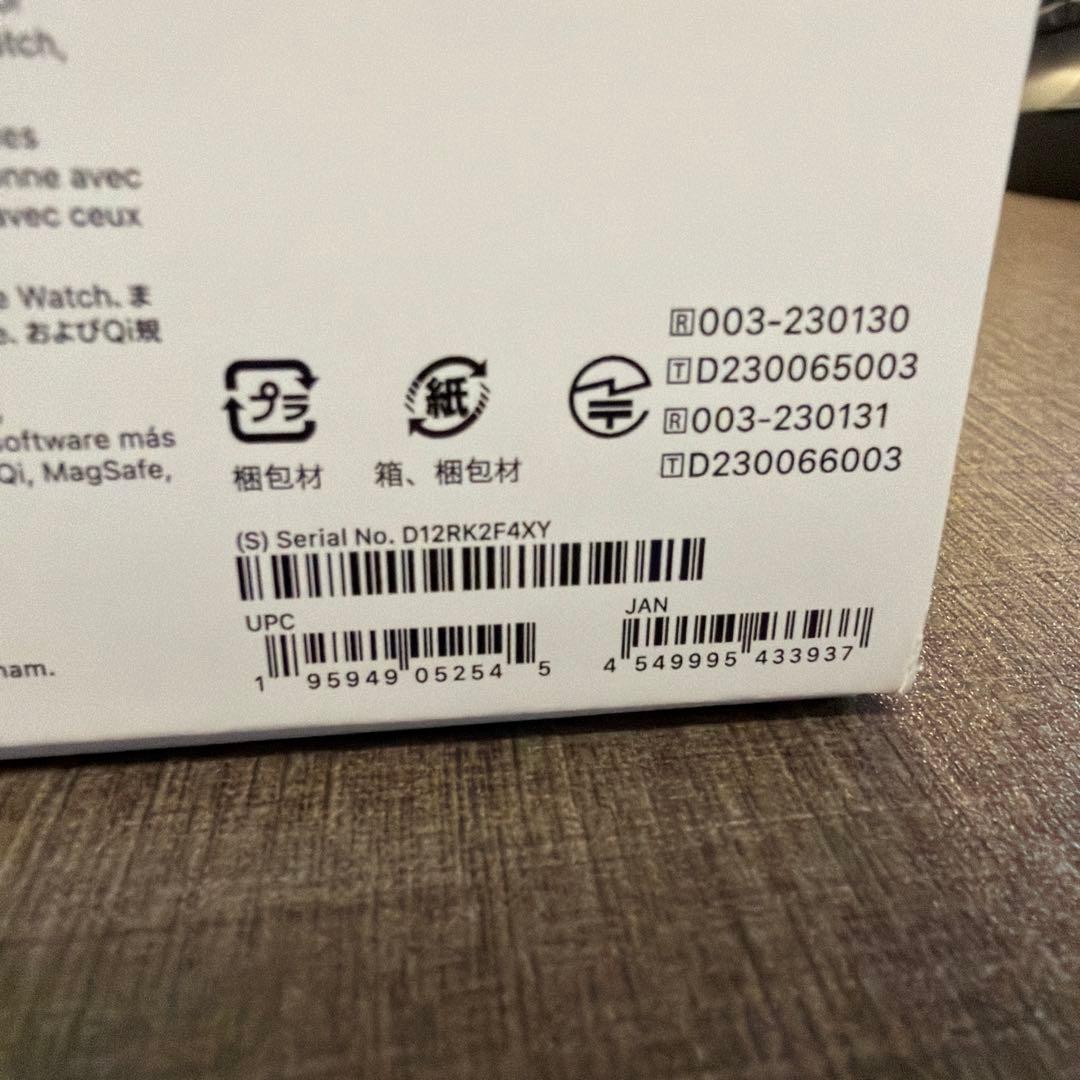 atch,
es
onne avec
avec ceux
e Watch、ま
e、およびQi規
software más
Qi, MagSafe,
R003-230130
TD230065003
R003-230131
TD230066003
プラ
紙
梱包材
箱、梱包材
(S) Serial No. D12RK2F4XY
UPC
1 95949 05254 5
JAN
4 549995 433937
nam.